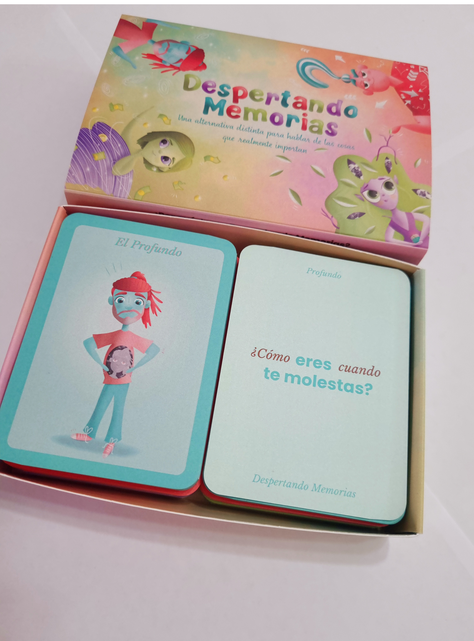 Despertando
Memorias
Una alternativa distinta para hablar de las cosas
que realmente importan
El Profundo
Profundo
¿Cómo eres cuando
te molestas?
Despertando Memorias